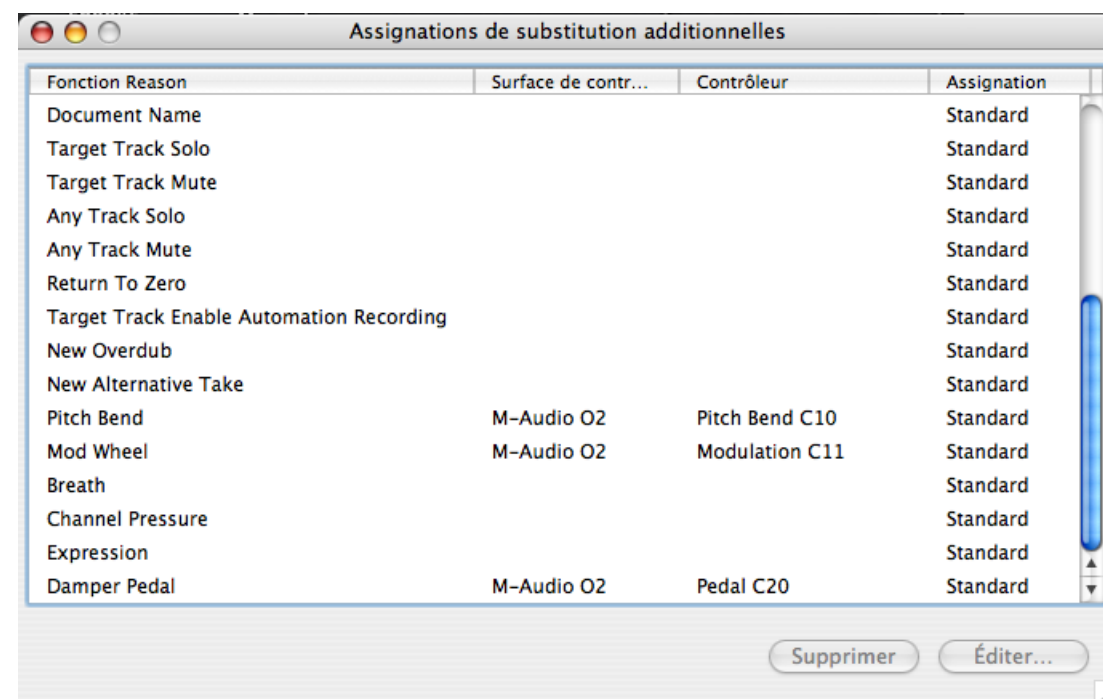 Assignations de substitution additionnelles
Fonction Reason Surface de contr... Contrôleur Assignation
Document Name Standard
Target Track Solo Standard
Target Track Mute Standard
Any Track Solo Standard
Any Track Mute Standard
Return To Zero Standard
Target Track Enable Automation Recording Standard
New Overdub Standard
New Alternative Take Standard
Pitch Bend M-Audio O2 Pitch Bend C10 Standard
Mod Wheel M-Audio O2 Modulation C11 Standard
Breath Standard
Channel Pressure Standard
Expression Standard
Damper Pedal M-Audio O2 Pedal C20 Standard
Supprimer Éditer...